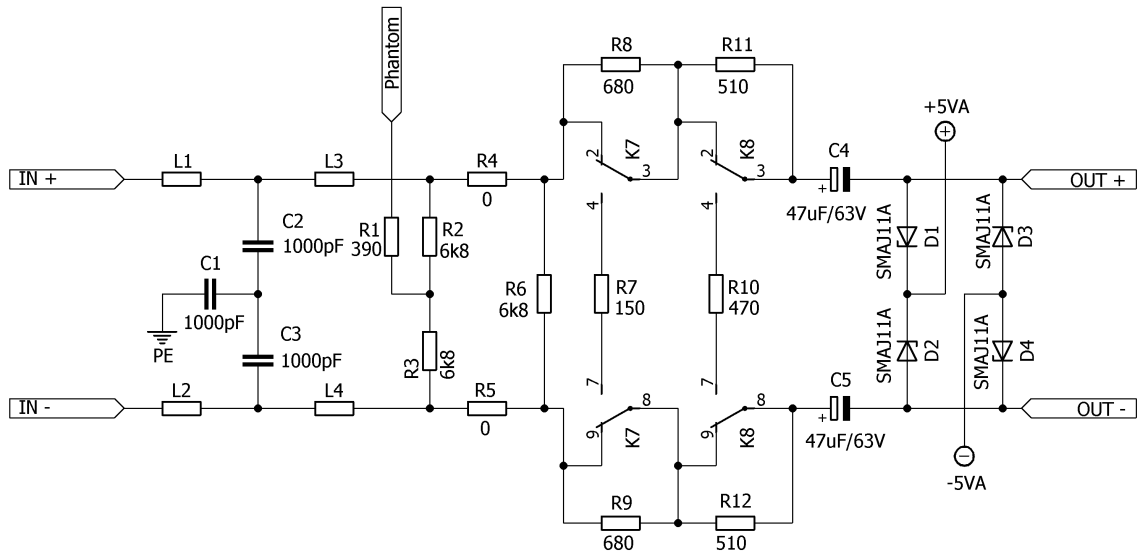 R8
680
R11
510
Phantom
+5VA
IN +
L1
L3
R4
0
2
K7
3
4
2
K8
3
4
C4
+
47uF/63V
OUT +
C2
1000pF
C1
1000pF
PE
C3
1000pF
R1
390
R2
6k8
R3
6k8
R6
6k8
R7
150
R10
470
SMAJ11A
D1
SMAJ11A
D3
SMAJ11A
D2
SMAJ11A
D4
IN -
L2
L4
R5
0
7
8
9
K7
7
8
9
K8
C5
+
47uF/63V
OUT -
-5VA
R9
680
R12
510